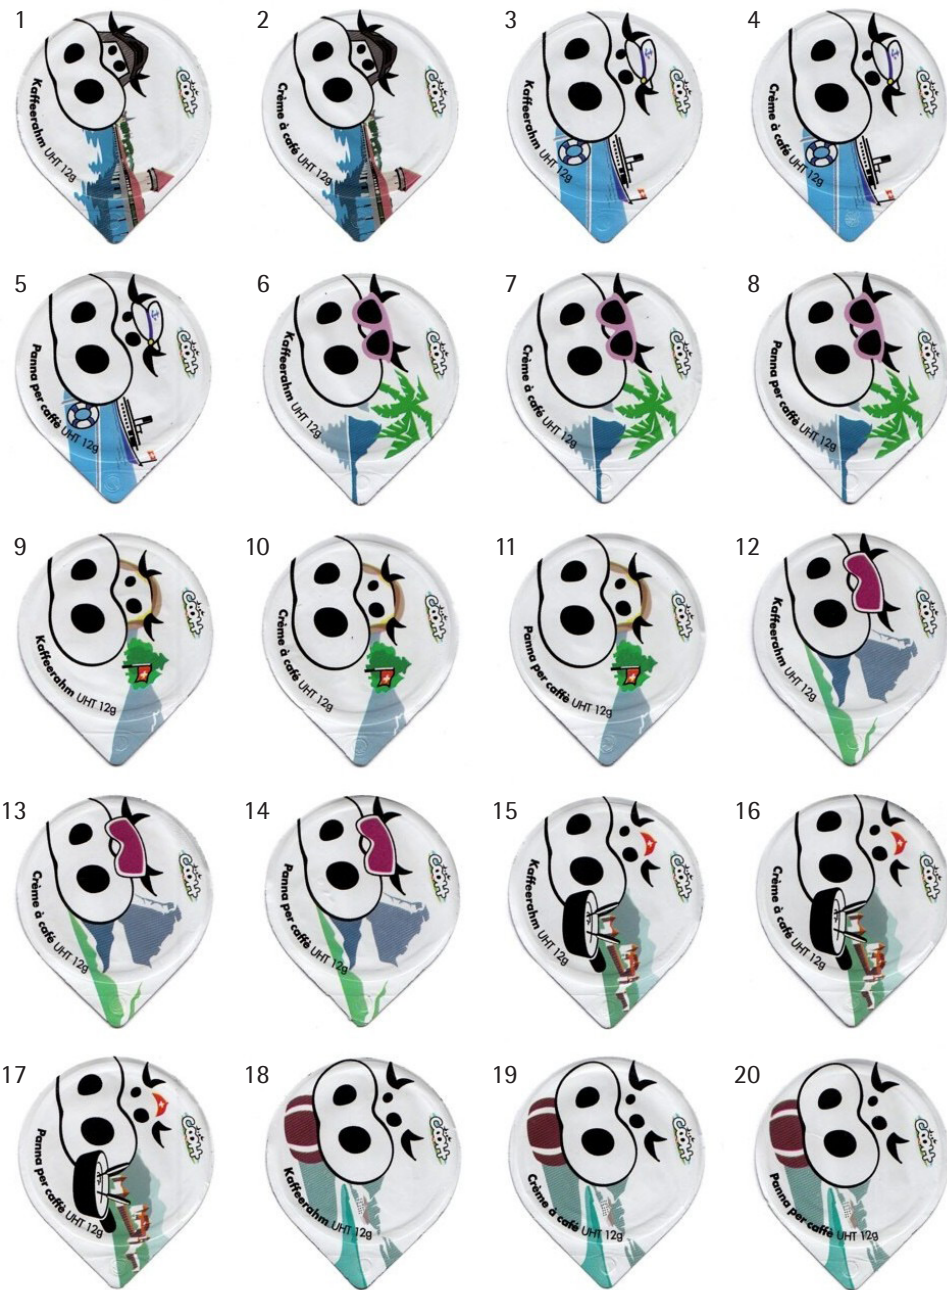 1
Kaffeerahm UHT 12g
2
Crème à café UHT 12g
3
Kaffeerahm UHT 12g
4
Crème à café UHT 12g
5
Panna per caffè UHT 12g
6
Kaffeerahm UHT 12g
7
Crème à café UHT 12g
8
Panna per caffè UHT 12g
9
Kaffeerahm UHT 12g
10
Crème à café UHT 12g
11
Panna per caffè UHT 12g
12
Kaffeerahm UHT 12g
13
Crème à café UHT 12g
14
Panna per caffè UHT 12g
15
Kaffeerahm UHT 12g
16
Crème à café UHT 12g
17
Panna per caffè UHT 12g
18
Kaffeerahm UHT 12g
19
Crème à café UHT 12g
20
Panna per caffè UHT 12g